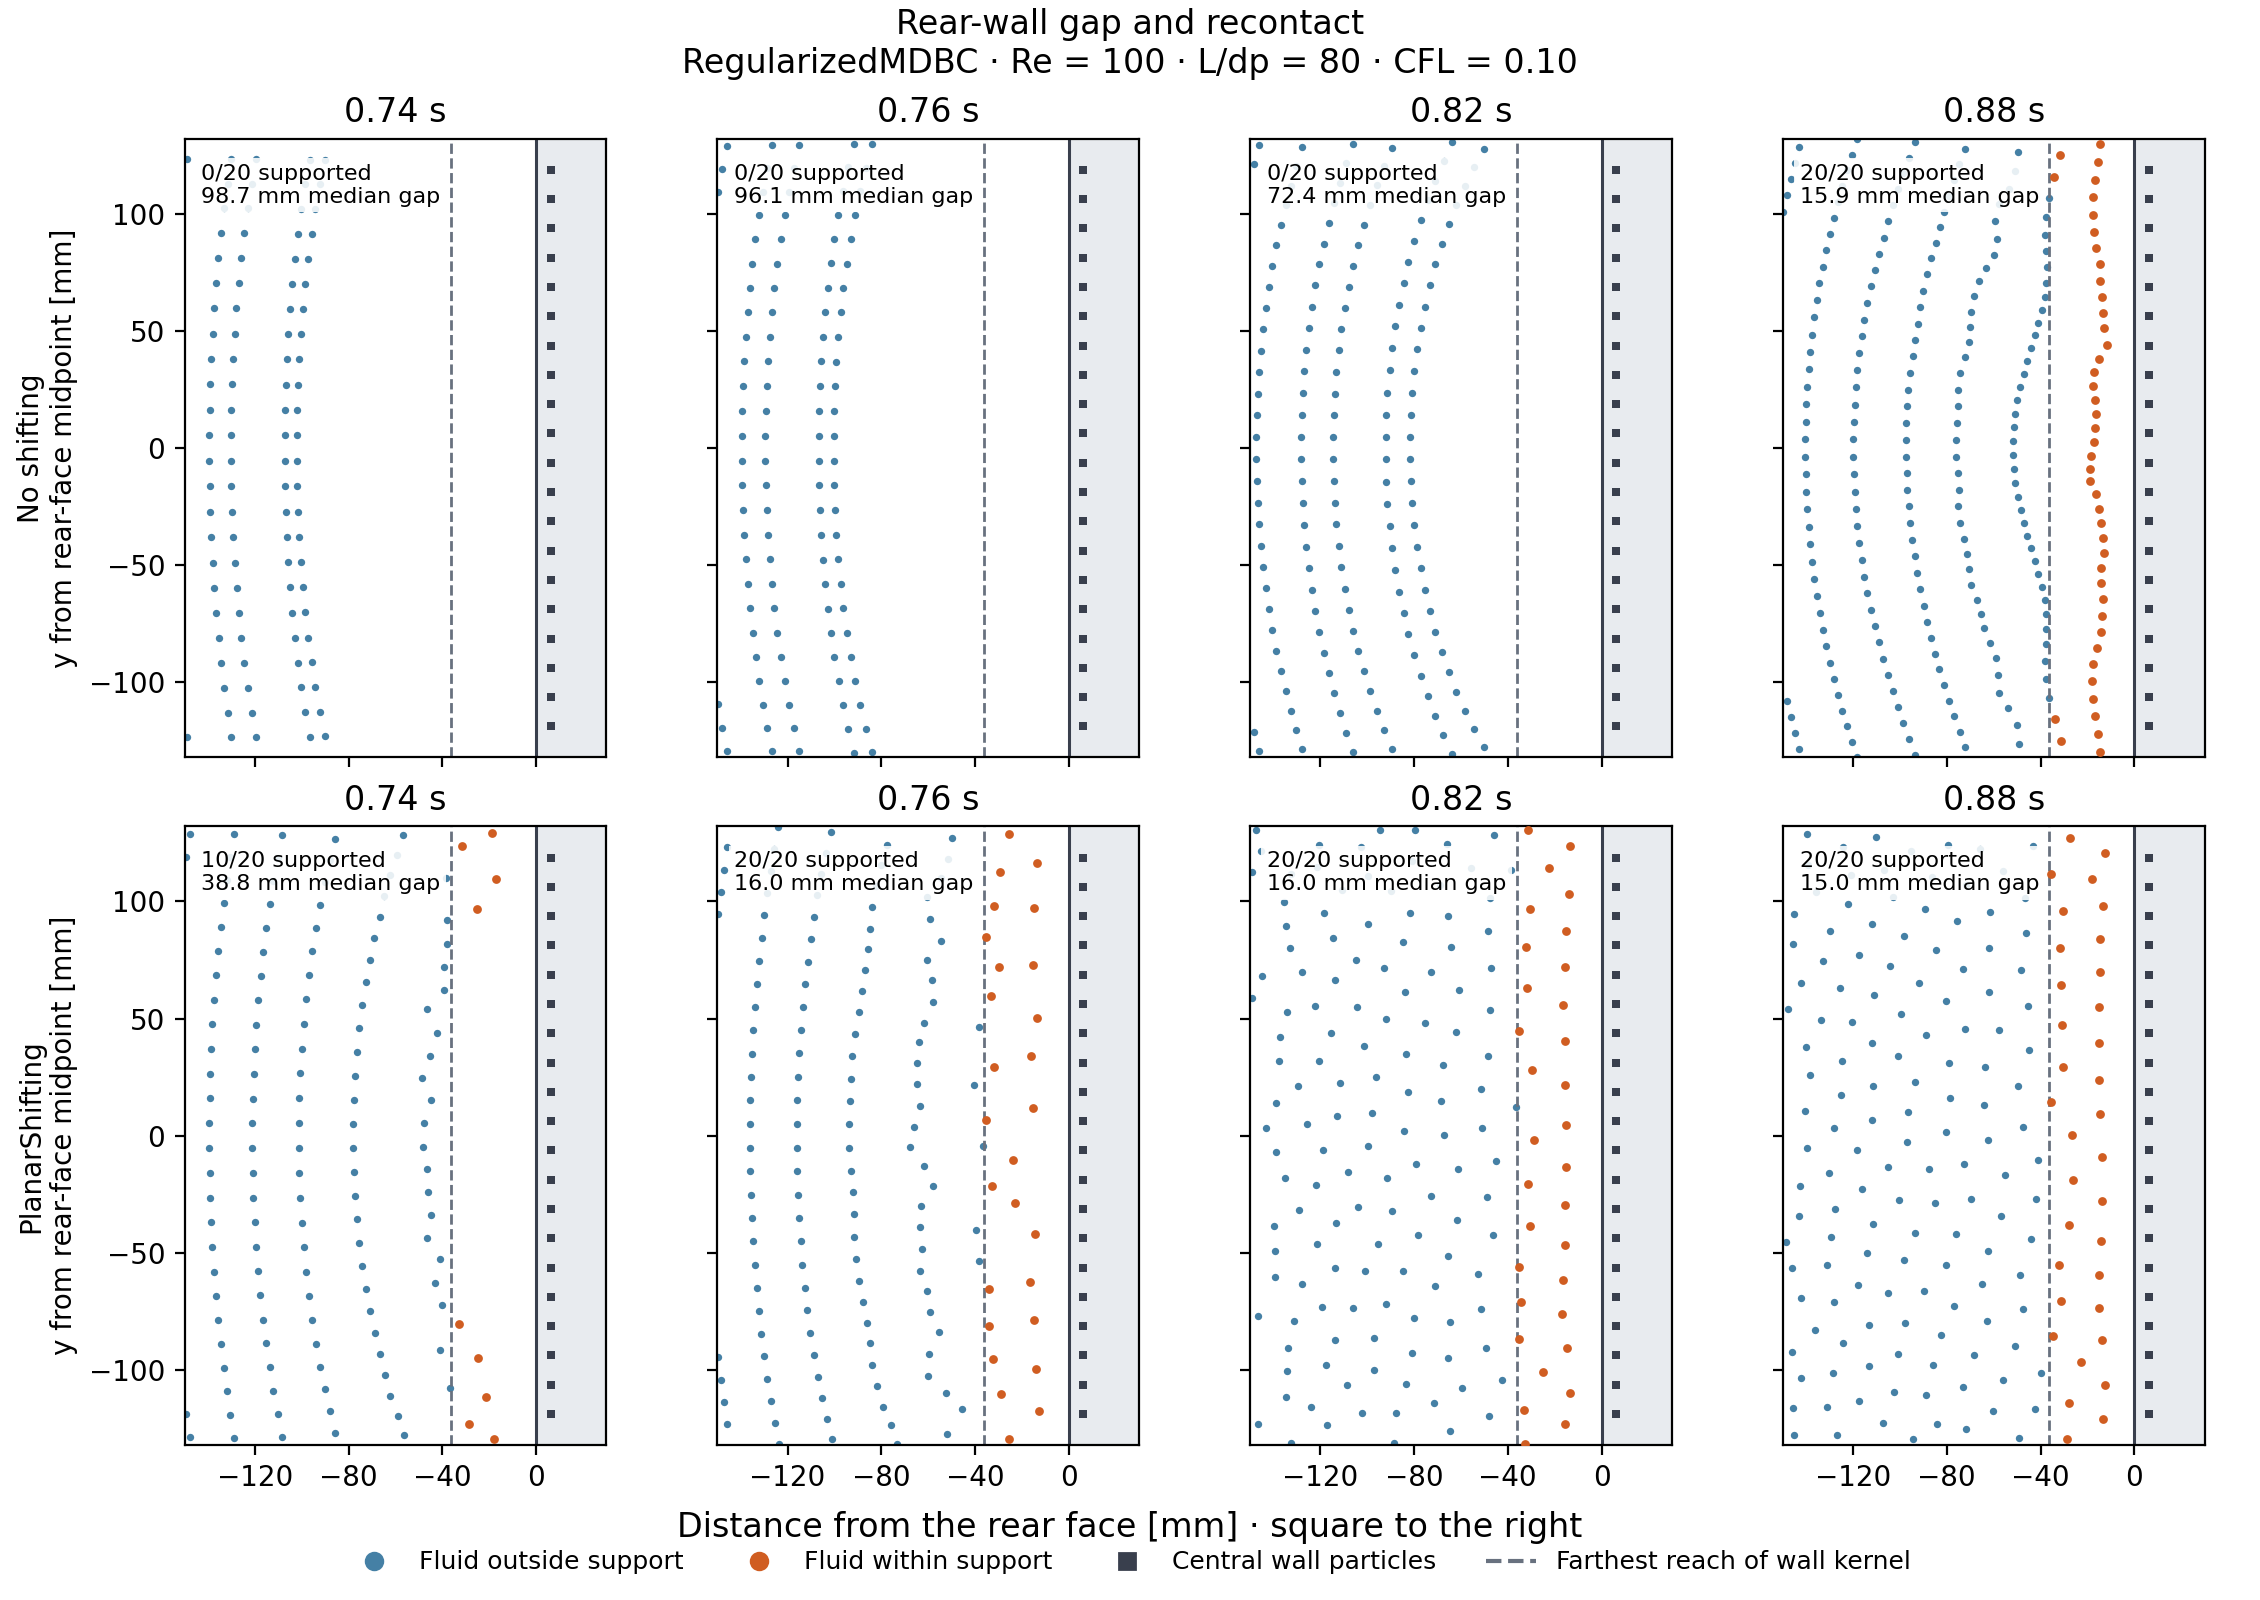 Rear-wall gap and recontact
RegularizedMDBC · Re = 100 · L/dp = 80 · CFL = 0.10
0.74 s
0.76 s
0.82 s
0.88 s
0/20 supported
98.7 mm median gap
0/20 supported
96.1 mm median gap
0/20 supported
72.4 mm median gap
20/20 supported
15.9 mm median gap
No shifting
y from rear-face midpoint [mm]
100
50
0
−50
−100
0.74 s
0.76 s
0.82 s
0.88 s
10/20 supported
38.8 mm median gap
20/20 supported
16.0 mm median gap
20/20 supported
16.0 mm median gap
20/20 supported
15.0 mm median gap
PlanarShifting
y from rear-face midpoint [mm]
100
50
0
−50
−100
−120 −80 −40 0
−120 −80 −40 0
−120 −80 −40 0
−120 −80 −40 0
Distance from the rear face [mm] · square to the right
Fluid outside support
Fluid within support
Central wall particles
Farthest reach of wall kernel